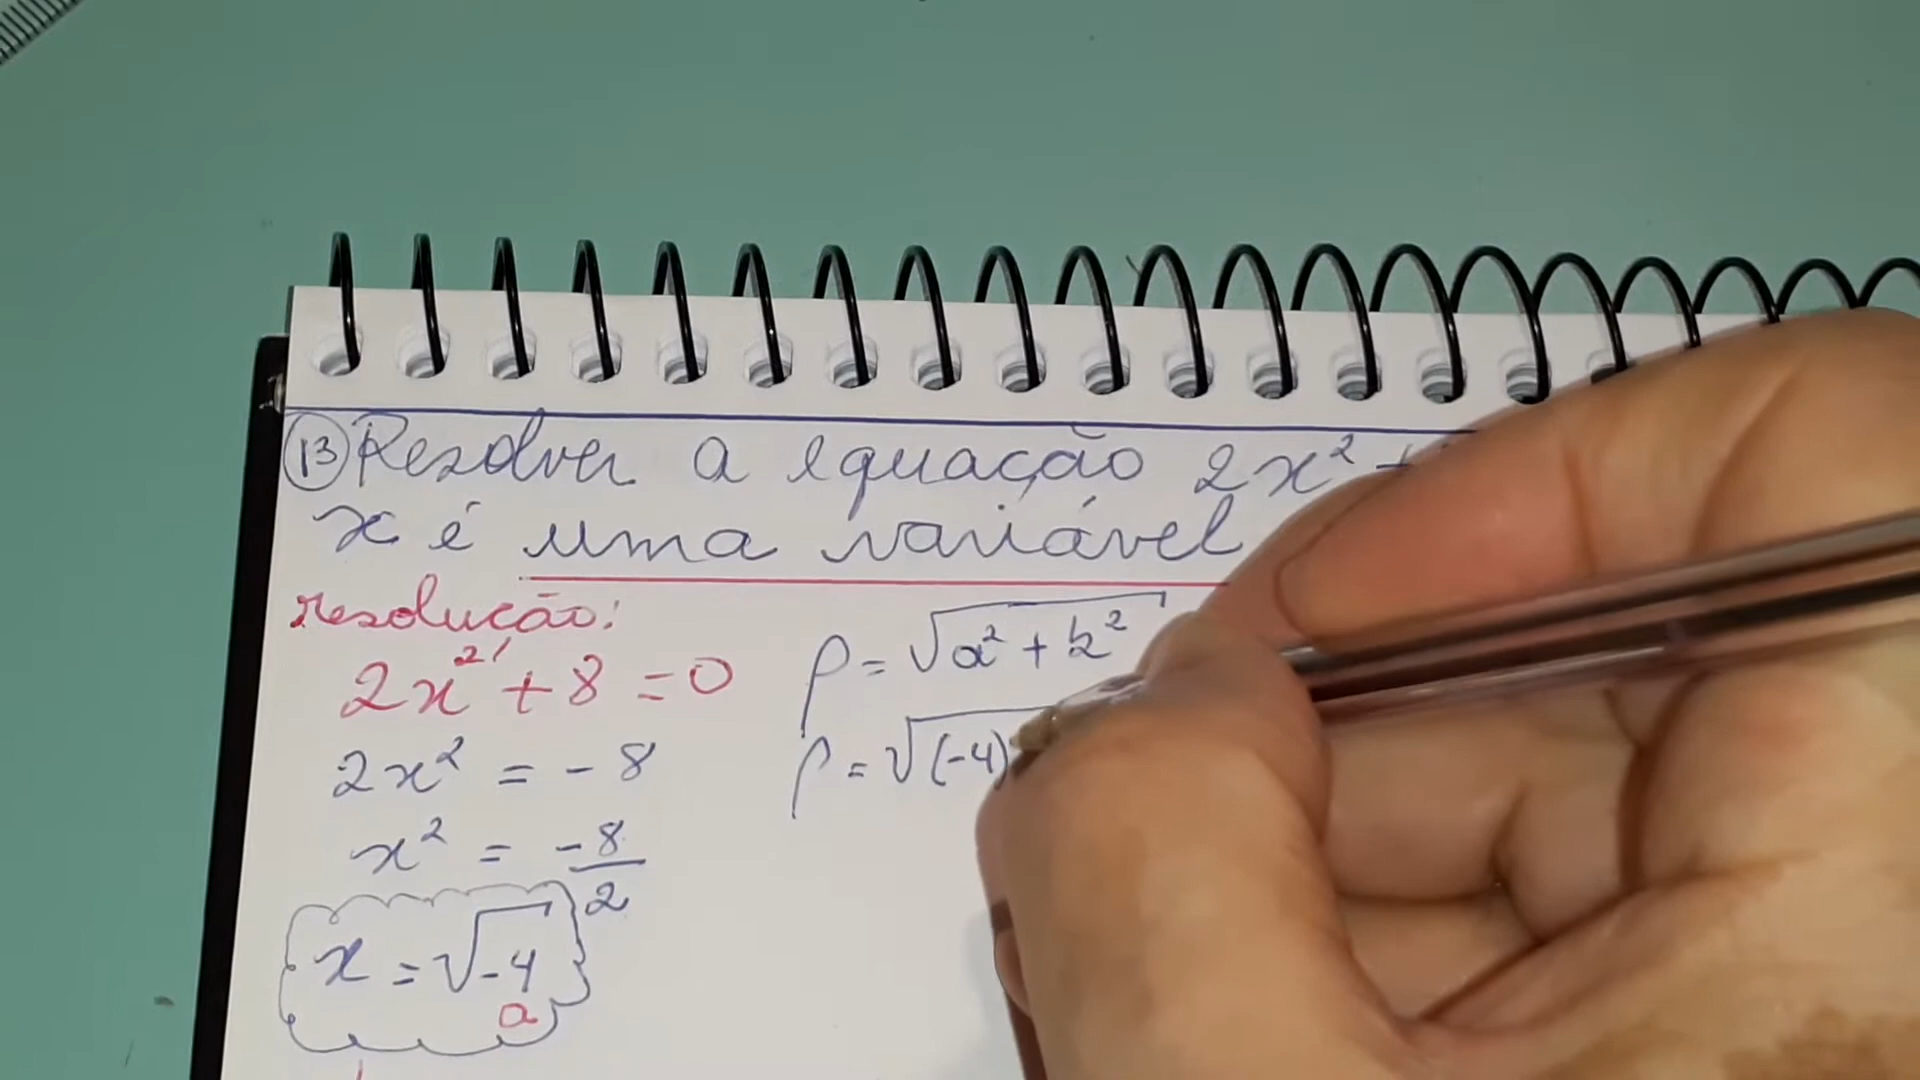 13 Resolver a equação 2x² +
x é uma variável
resolução:
2x² + 8 = 0
2x² = - 8
x² = -8/2
x = √-4
a
ρ = √a² + b²
ρ = √(-4)